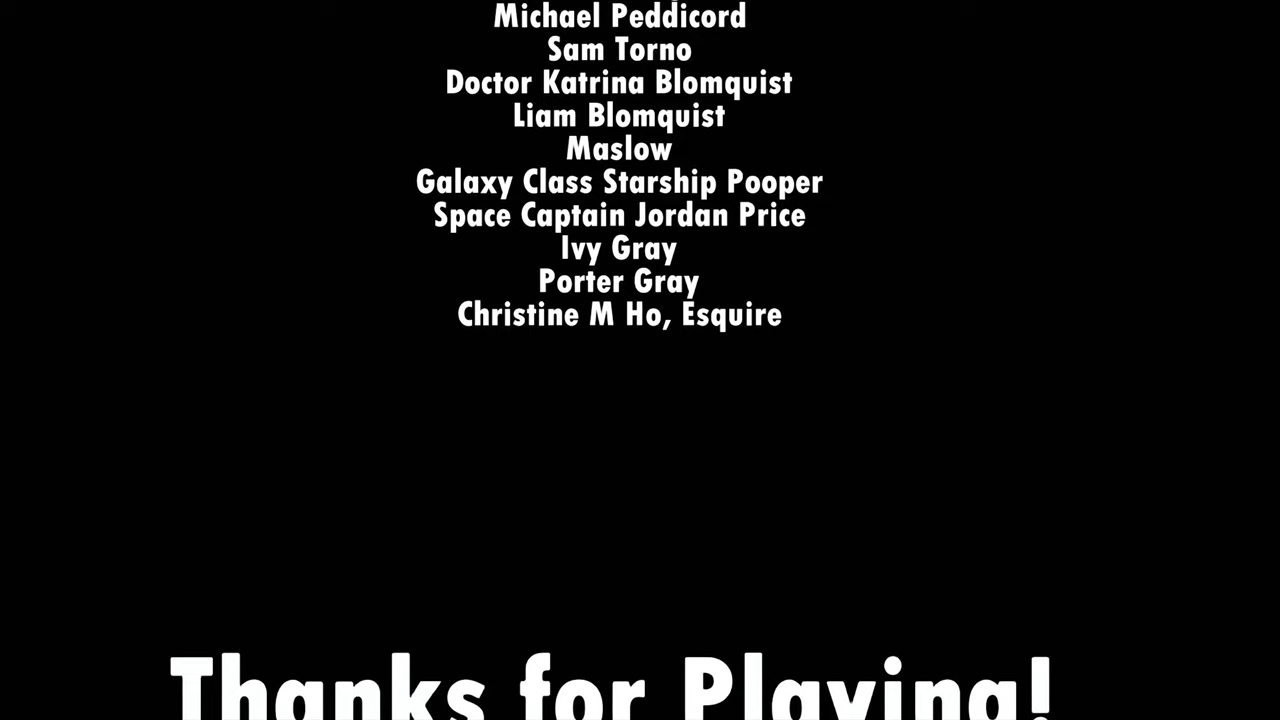 Michael Peddicord
Sam Torno
Doctor Katrina Blomquist
Liam Blomquist
Maslow
Galaxy Class Starship Pooper
Space Captain Jordan Price
Ivy Gray
Porter Gray
Christine M Ho, Esquire
Thanks for Playing!